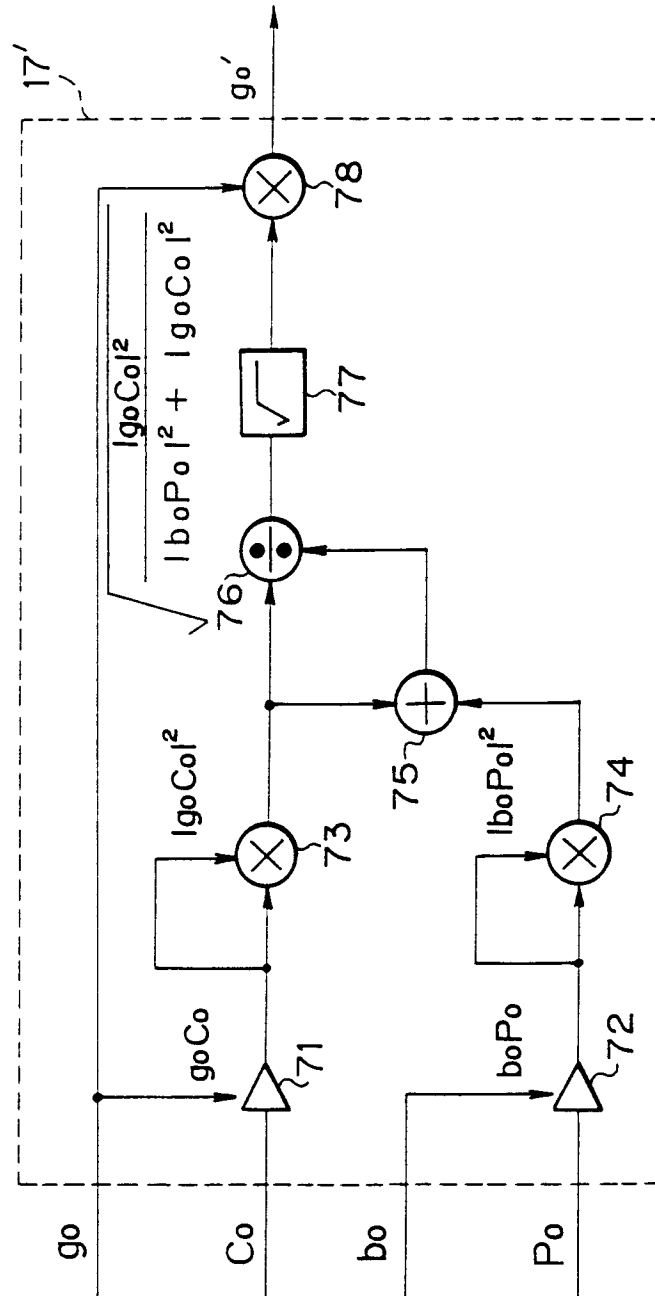 17'
go
Co
bo
Po
goCo
71
boPo
72
|goCo|²
73
|boPo|²
74
75
76
√
|goCo|²
|boPo|² + |goCo|²
77
78
go'